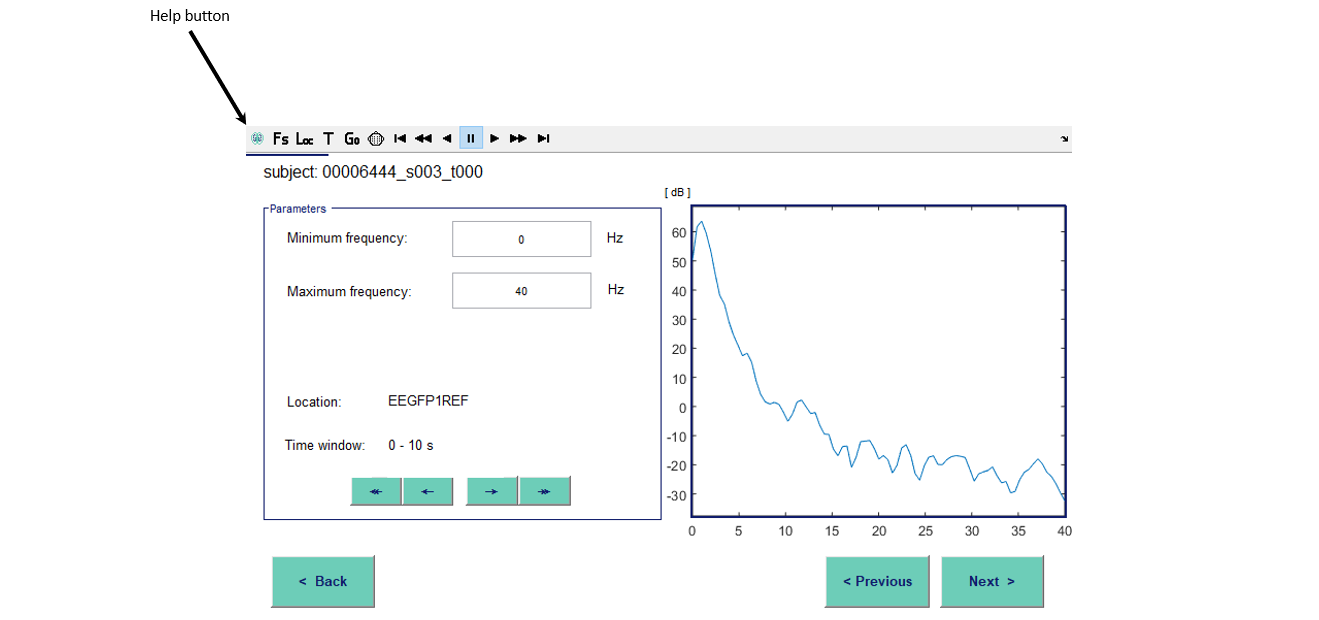 Help button
Fs Loc T Go
subject: 00006444_s003_t000
[ dB ]
Parameters
Minimum frequency: 0 Hz
Maximum frequency: 40 Hz
Location: EEGFP1REF
Time window: 0 - 10 s
60
50
40
30
20
10
0
-10
-20
-30
0 5 10 15 20 25 30 35 40
< Back
< Previous
Next >